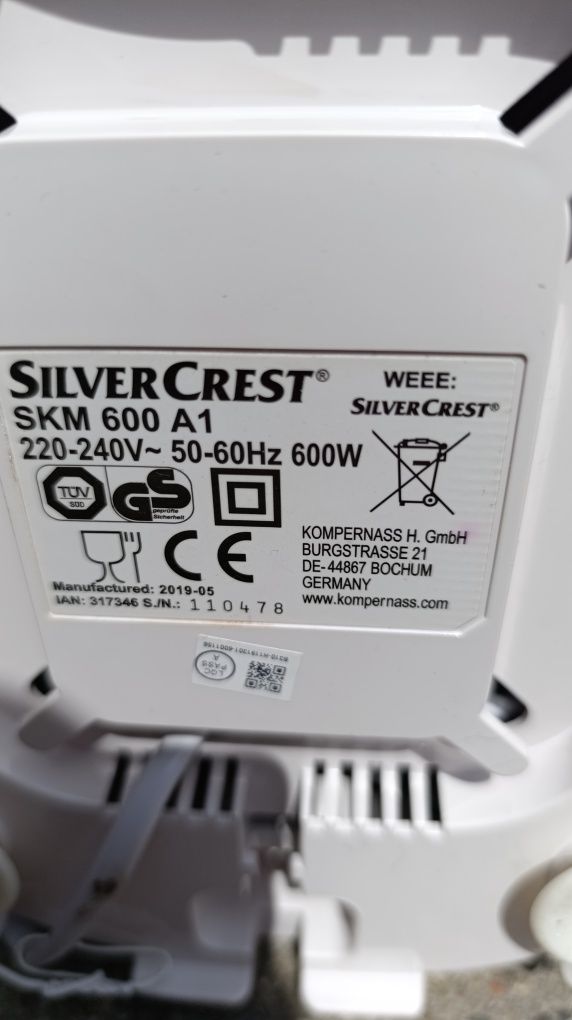 SILVERCREST®
SKM 600 A1
220-240V~ 50-60Hz 600W
WEEE:
SILVERCREST®
TÜV
SÜD
GS
geprüfte
Sicherheit
CE
KOMPERNASS H. GmbH
BURGSTRASSE 21
DE- 44867 BOCHUM
GERMANY
www.kompernass.com
Manufactured: 2019-05
IAN: 317346 S./N.: 110478
PASS
A